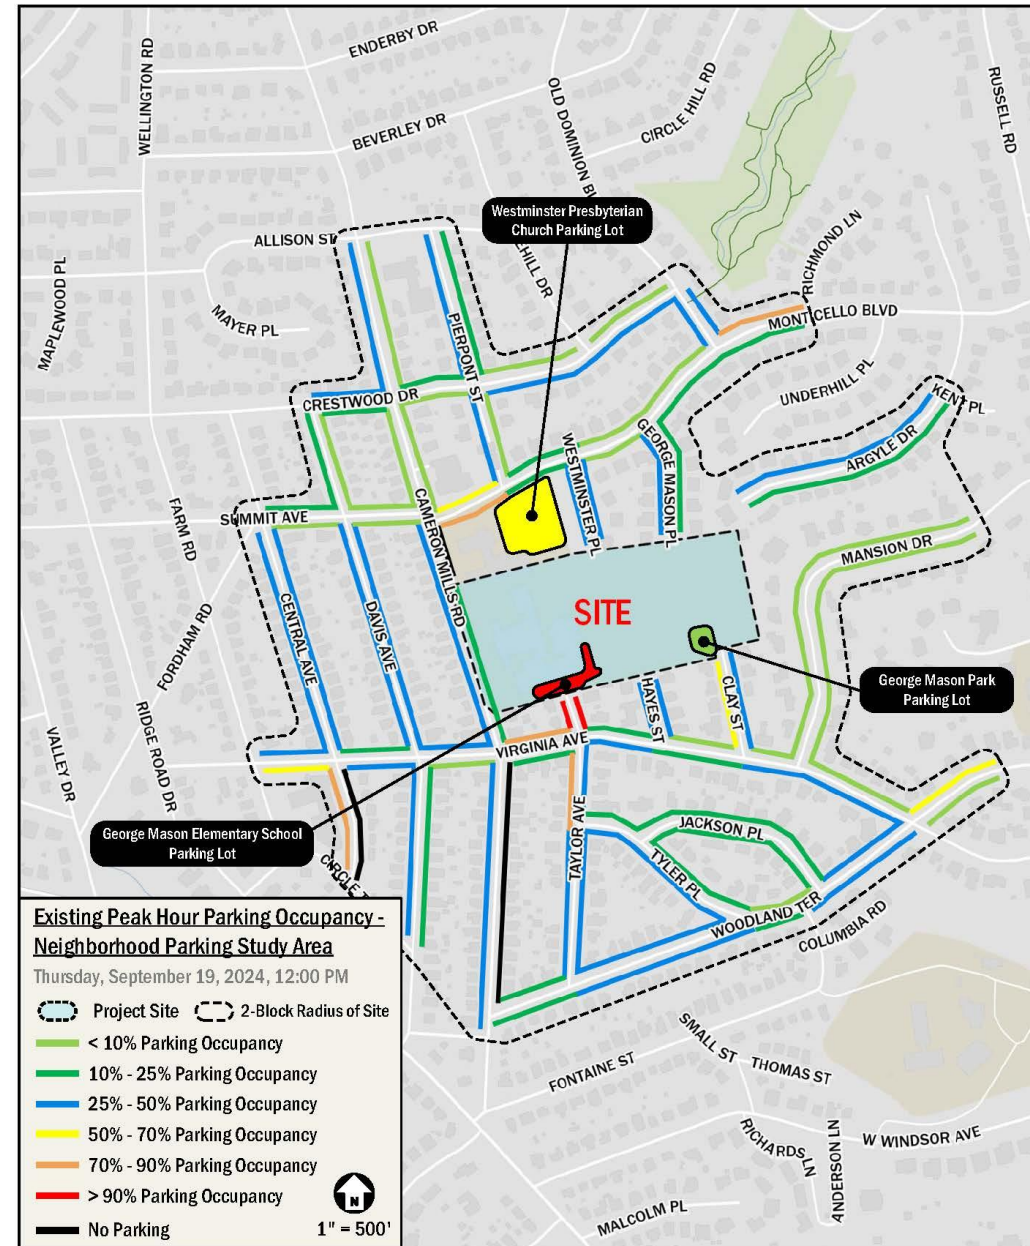 WELLINGTON RD
ENDERBY DR
BEVERLEY DR
CIRCLE HILL RD
RUSSELL RD
Westminster Presbyterian
Church Parking Lot
ALLISON ST
RICHMOND LN
MAPLEWOOD PL
MAYER PL
PIERPONT ST
MONTICELLO BLVD
UNDERHILL PL
KENT PL
CRESTWOOD DR
GEORGE MASON PL
ARGYLE DR
WESTMINSTER PL
SUMMIT AVE
CAMERON MILLS RD
FARM RD
MANSION DR
SITE
CENTRAL AVE
DAVIS AVE
FORDHAM RD
George Mason Park
Parking Lot
HAYES ST
CLAY ST
RIDGE ROAD DR
VALLEY DR
VIRGINIA AVE
George Mason Elementary School
Parking Lot
TAYLOR AVE
JACKSON PL
TYLER PL
WOODLAND TER
COLUMBIA RD
Existing Peak Hour Parking Occupancy -
Neighborhood Parking Study Area
Thursday, September 19, 2024, 12:00 PM
Project Site
2-Block Radius of Site
< 10% Parking Occupancy
10% - 25% Parking Occupancy
25% - 50% Parking Occupancy
50% - 70% Parking Occupancy
70% - 90% Parking Occupancy
> 90% Parking Occupancy
No Parking
N
1" = 500'
SMALL ST
THOMAS ST
FONTAINE ST
RICHARDS LN
ANDERSON LN
W WINDSOR AVE
MALCOLM PL
OLD DOMINION
CIRCLE